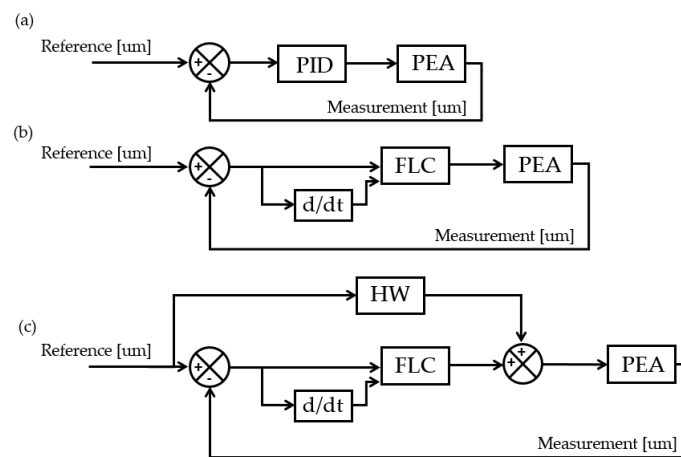 (a)
Reference [um]
+
-
PID
PEA
Measurement [um]
(b)
Reference [um]
+
-
FLC
PEA
d/dt
Measurement [um]
HW
(c)
Reference [um]
+
-
FLC
+
+
PEA
d/dt
Measurement [um]